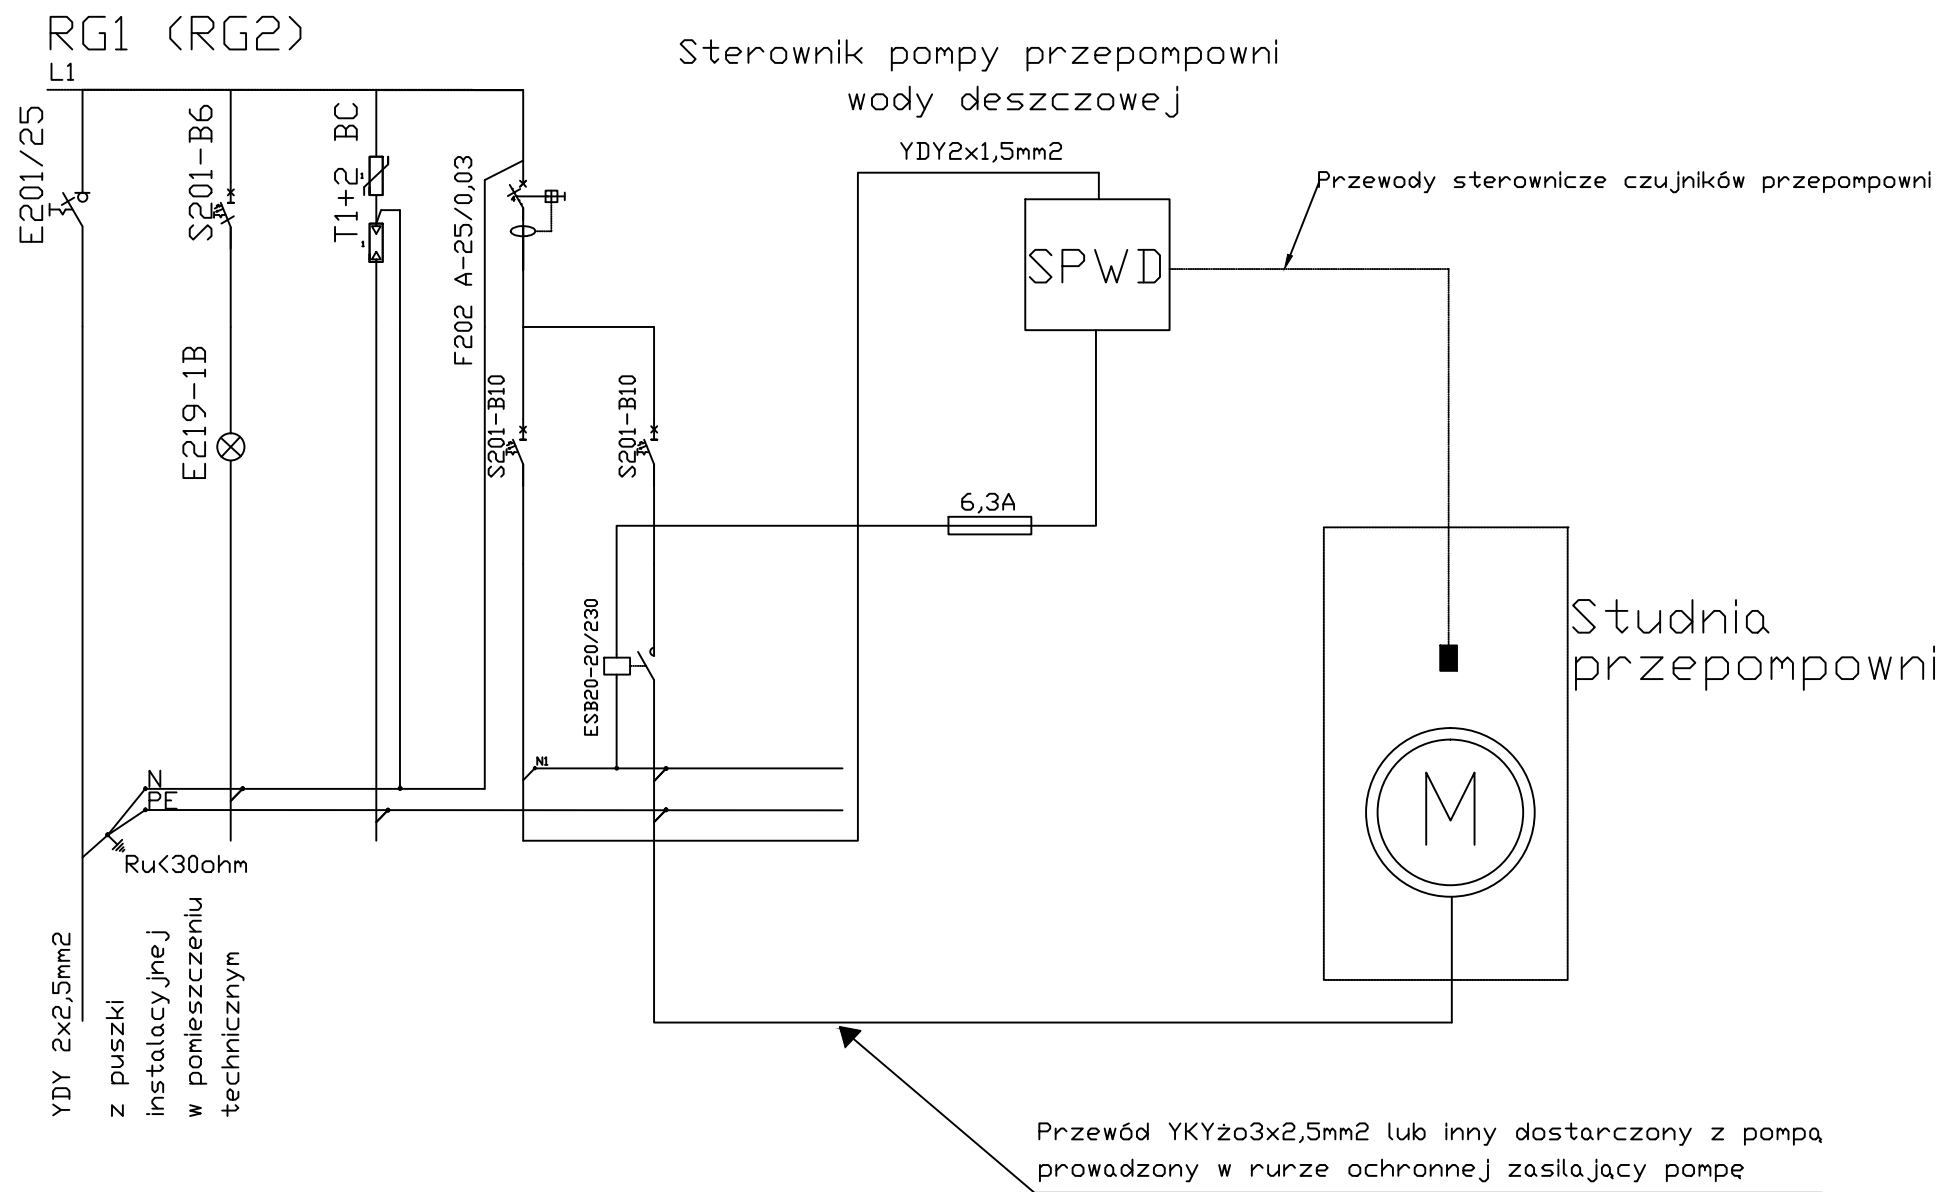 RG1 (RG2)
L1
Sterownik pompy przepompowni
wody deszczowej
YDY2x1,5mm2
Przewody sterownicze czujników przepompowni
E201/25
S201-B6
T1+2 BC
1
1
F202 A-25/0,03
SPWD
E219-1B
S201-B10
S201-B10
6,3A
ESB20-20/230
Studnia
przepompowni
M
N1
N
PE
Ru<30ohm
YDY 2x2,5mm2
z puszki
instalacyjnej
w pomieszczeniu
technicznym
Przewód YKYżo3x2,5mm2 lub inny dostarczony z pompą
prowadzony w rurze ochronnej zasilający pompę